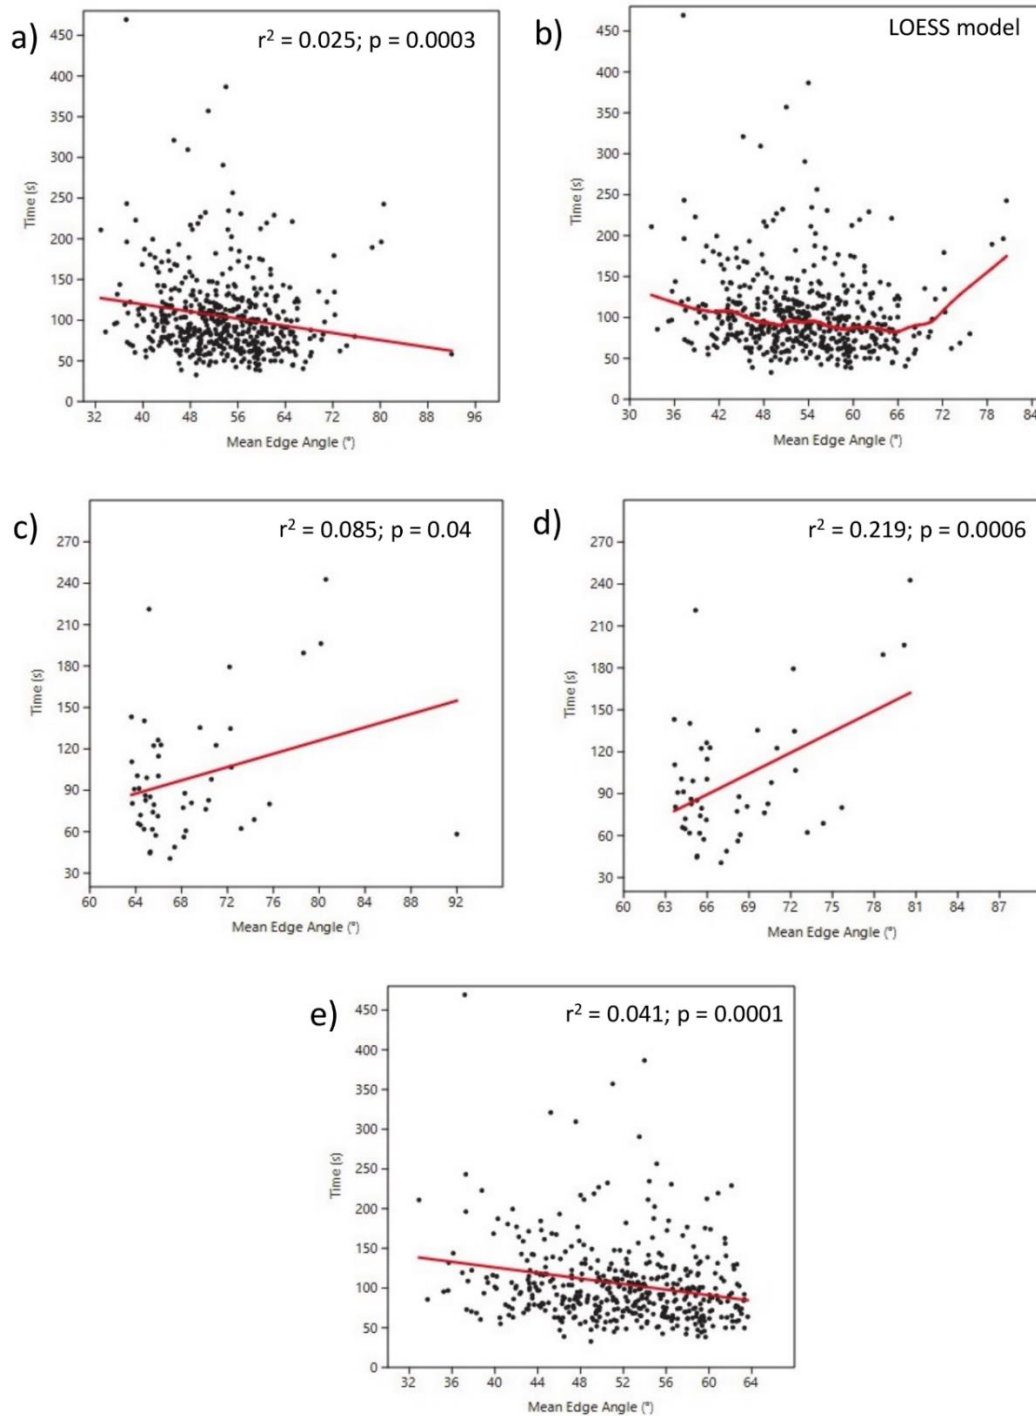 a)
r² = 0.025; p = 0.0003
450
400
350
300
250
200
150
100
50
0
Time (s)
32 40 48 56 64 72 80 88 96
Mean Edge Angle (°)
b)
LOESS model
450
400
350
300
250
200
150
100
50
0
Time (s)
30 36 42 48 54 60 66 72 78 84
Mean Edge Angle (°)
c)
r² = 0.085; p = 0.04
270
240
210
180
150
120
90
60
30
Time (s)
60 64 68 72 76 80 84 88 92
Mean Edge Angle (°)
d)
r² = 0.219; p = 0.0006
270
240
210
180
150
120
90
60
30
Time (s)
60 63 66 69 72 75 78 81 84 87
Mean Edge Angle (°)
e)
r² = 0.041; p = 0.0001
450
400
350
300
250
200
150
100
50
0
Time (s)
32 36 40 44 48 52 56 60 64
Mean Edge Angle (°)